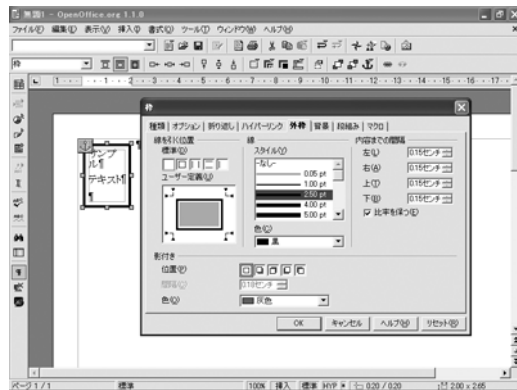 無題1 - OpenOffice.org 1.1.0
ファイル(F) 編集(E) 表示(V) 挿入(I) 書式(O) ツール(T) ウィンドウ(W) ヘルプ(H)
枠
サンプ
ル¶
テキスト¶
¶
枠
種類 オプション 折り返し ハイパーリンク 外枠 背景 段組み マクロ
線を引く位置
標準(D)
ユーザー定義(U)
線
スタイル(Y)
-なし-
0.05 pt
1.00 pt
2.50 pt
4.00 pt
5.00 pt
色(C)
黒
内容までの間隔
左(L) 0.15センチ
右(A) 0.15センチ
上(T) 0.15センチ
下(B) 0.15センチ
比率を保つ(E)
影付き
位置(P)
間隔(I) 0.18センチ
色(O) 灰色
OK キャンセル ヘルプ(H) リセット(R)
ページ 1 / 1 標準 100% 挿入 標準 HYP 0.20 / 0.20 2.00 x 2.65